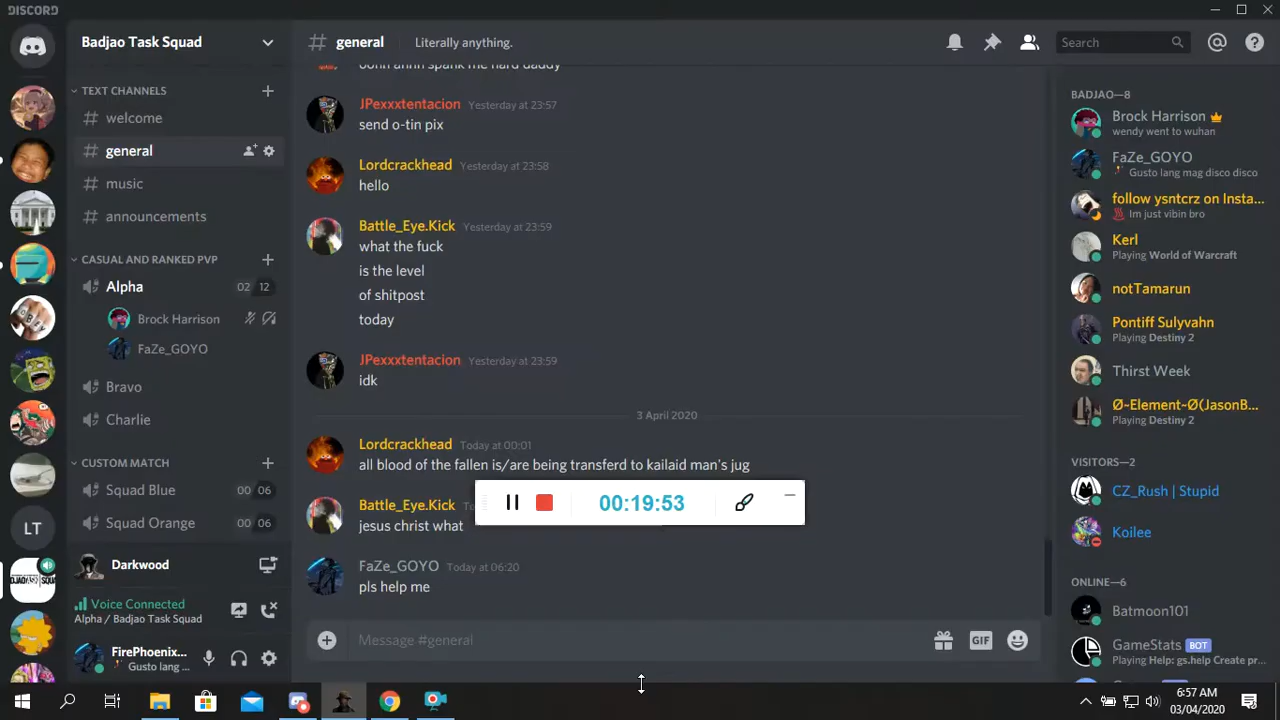 DISCORD
Badjao Task Squad
general
Literally anything.
Search
TEXT CHANNELS
welcome
general
music
announcements
CASUAL AND RANKED PVP
Alpha
02 12
Brock Harrison
FaZe_GOYO
Bravo
Charlie
CUSTOM MATCH
Squad Blue
00 06
Squad Orange
00 06
Darkwood
Voice Connected
Alpha / Badjao Task Squad
FirePhoenix...
Gusto lang ...
LT
JPexxxtentacion Yesterday at 23:57
send o-tin pix
Lordcrackhead Yesterday at 23:58
hello
Battle_Eye.Kick Yesterday at 23:59
what the fuck
is the level
of shitpost
today
JPexxxtentacion Yesterday at 23:59
idk
3 April 2020
Lordcrackhead Today at 00:01
all blood of the fallen is/are being transferd to kailaid man's jug
Battle_Eye.Kick
jesus christ what
00:19:53
FaZe_GOYO Today at 06:20
pls help me
Message #general
GIF
BADJAO—8
Brock Harrison
wendy went to wuhan
FaZe_GOYO
Gusto lang mag disco disco
follow ysntcrz on Insta...
Im just vibin bro
Kerl
Playing World of Warcraft
notTamarun
Pontiff Sulyvahn
Playing Destiny 2
Thirst Week
Ø~Element~Ø(JasonB...
Playing Destiny 2
VISITORS—2
CZ_Rush | Stupid
Koilee
ONLINE—6
Batmoon101
GameStats BOT
Playing Help: gs.help Create pr...
6:57 AM
03/04/2020